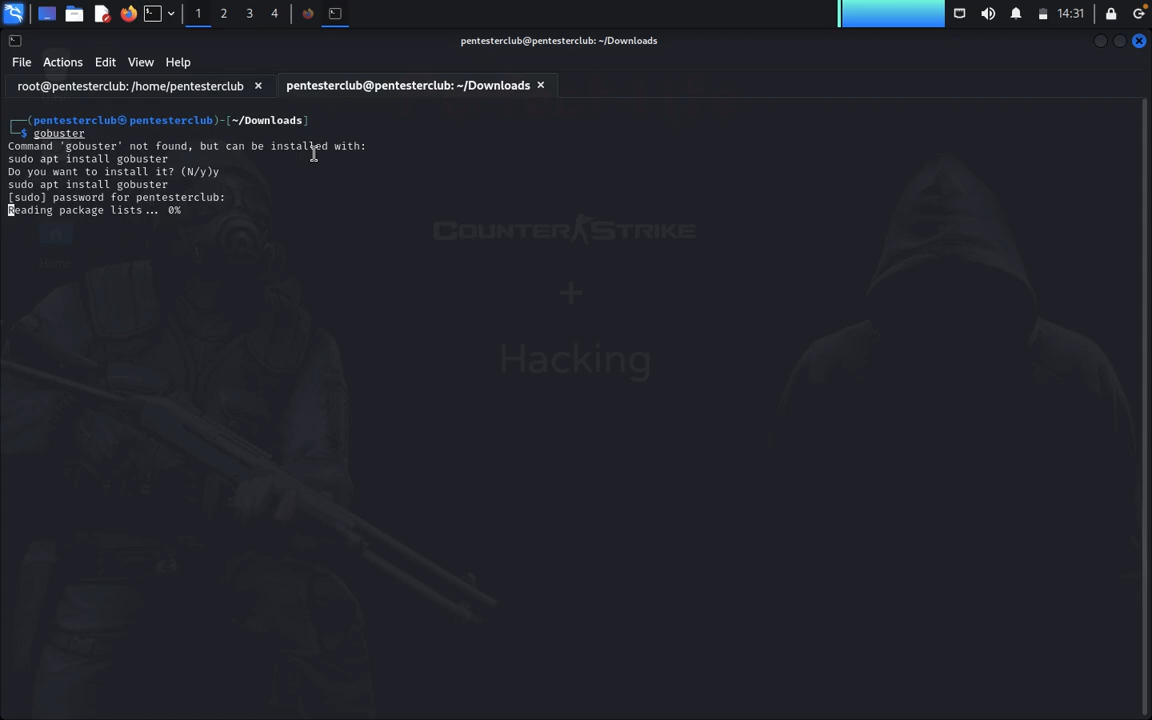 1 2 3 4 14:31
pentesterclub@pentesterclub: ~/Downloads
File Actions Edit View Help
root@pentesterclub: /home/pentesterclub × pentesterclub@pentesterclub: ~/Downloads ×
┌──(pentesterclub㉿pentesterclub)-[~/Downloads]
└─$ gobuster
Command 'gobuster' not found, but can be installed with:
sudo apt install gobuster
Do you want to install it? (N/y)y
sudo apt install gobuster
[sudo] password for pentesterclub:
Reading package lists... 0%
COUNTER STRIKE
Home
+
Hacking